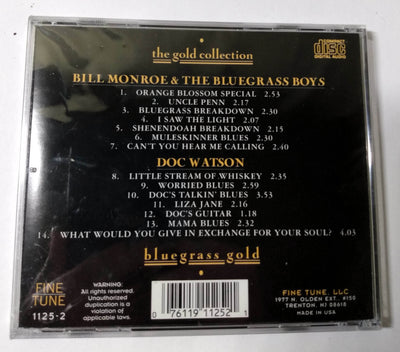 the gold collection
COMPACT
disc
DIGITAL AUDIO
BILL MONROE & THE BLUEGRASS BOYS
1. ORANGE BLOSSOM SPECIAL 2.53
2. UNCLE PENN 2.17
3. BLUEGRASS BREAKDOWN 2.30
4. I SAW THE LIGHT 2.07
5. SHENENDOAH BREAKDOWN 2.15
6. MULESKINNER BLUES 2.30
7. CAN'T YOU HEAR ME CALLING 2.40
DOC WATSON
8. LITTLE STREAM OF WHISKEY 2.35
9. WORRIED BLUES 2.59
10. DOC'S TALKIN' BLUES 3.53
11. LIZA JANE 2.16
12. DOC'S GUITAR 1.18
13. MAMA BLUES 2.32
14. WHAT WOULD YOU GIVE IN EXCHANGE FOR YOUR SOUL? 4.03
bluegrass gold
FINE
TUNE
1125-2
WARNING:
All rights reserved.
Unauthorized
duplication is a
violation of
applicable laws.
0 76119 11252 1
FINE TUNE, LLC
1977 N. OLDEN EXT. #150
TRENTON, NJ 08618
MADE IN USA